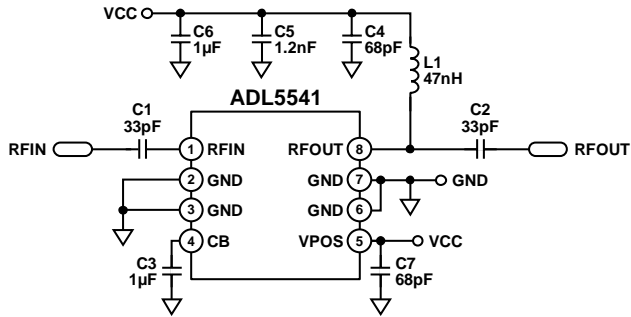 VCC
C6
1µF
C5
1.2nF
C4
68pF
L1
47nH
ADL5541
C1
33pF
C2
33pF
RFIN
1
RFIN
RFOUT
8
RFOUT
2
GND
GND
7
GND
3
GND
GND
6
4
CB
VPOS
5
VCC
C3
1µF
C7
68pF